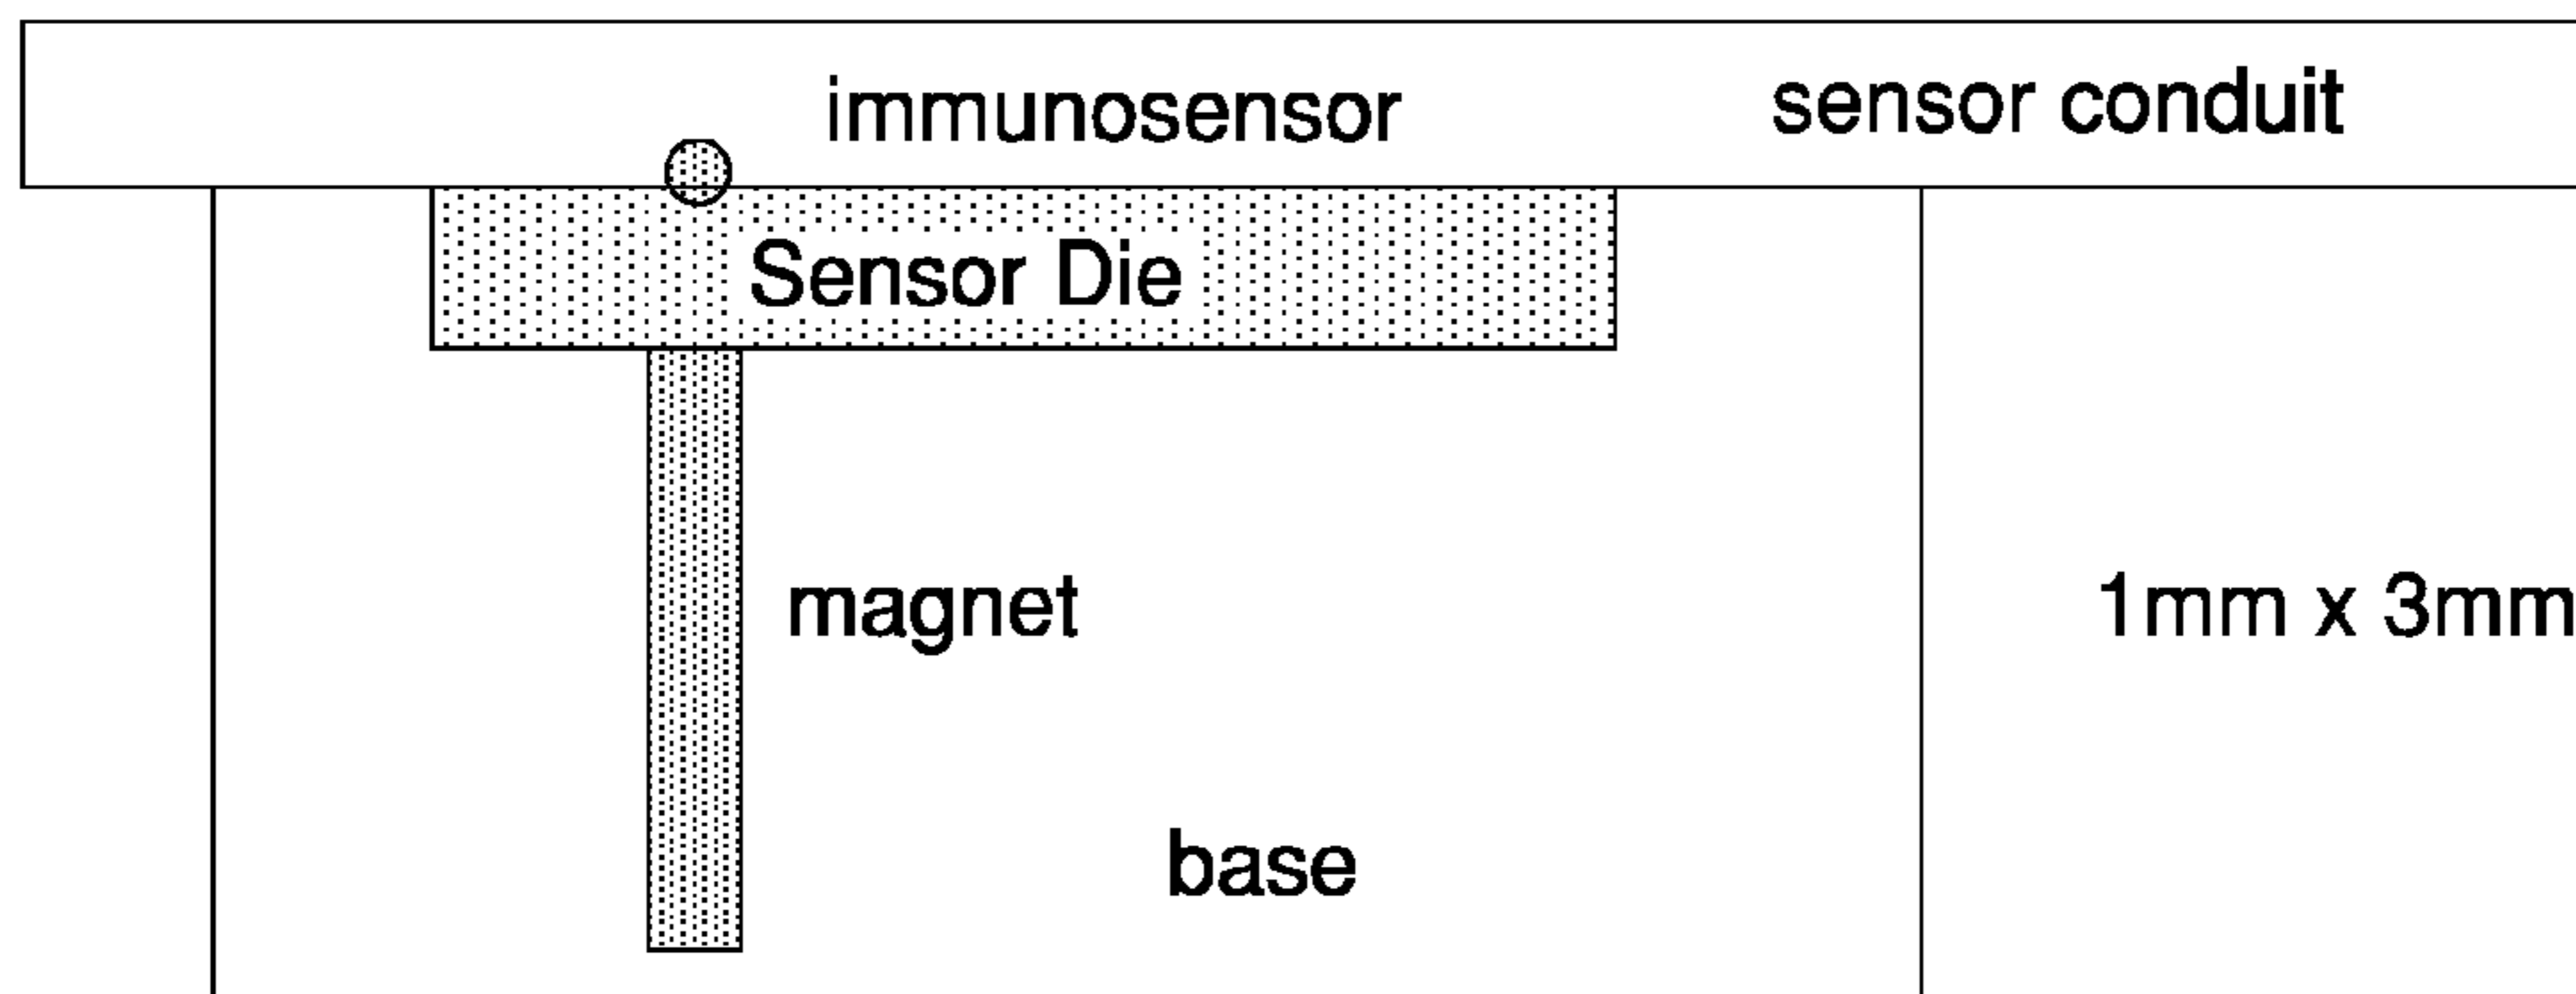 immunosensor
sensor conduit
Sensor Die
magnet
1mm x 3mm
base